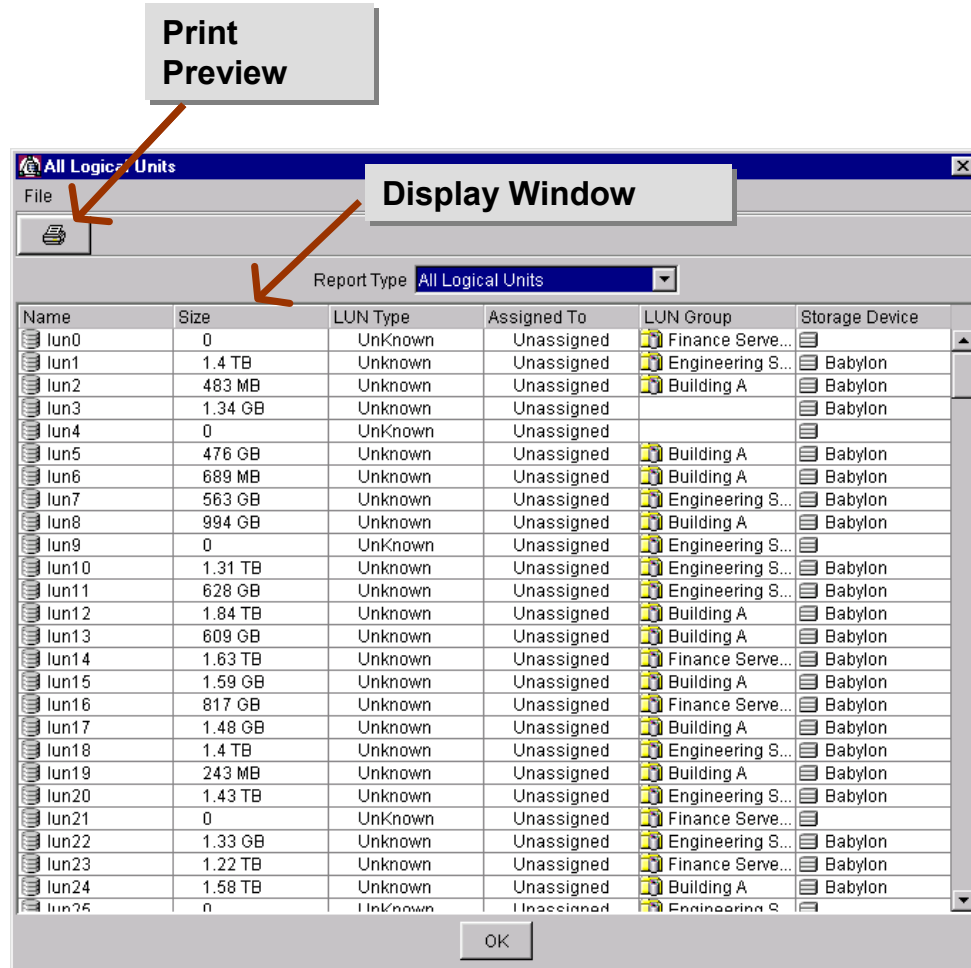 Print
Preview
All Logical Units
Display Window
File
Report Type All Logical Units
Name Size LUN Type Assigned To LUN Group Storage Device
lun0 0 UnKnown Unassigned Finance Serve...
lun1 1.4 TB Unknown Unassigned Engineering S... Babylon
lun2 483 MB Unknown Unassigned Building A Babylon
lun3 1.34 GB Unknown Unassigned Babylon
lun4 0 UnKnown Unassigned
lun5 476 GB Unknown Unassigned Building A Babylon
lun6 689 MB Unknown Unassigned Building A Babylon
lun7 563 GB Unknown Unassigned Engineering S... Babylon
lun8 994 GB Unknown Unassigned Building A Babylon
lun9 0 UnKnown Unassigned Engineering S...
lun10 1.31 TB Unknown Unassigned Engineering S... Babylon
lun11 628 GB Unknown Unassigned Engineering S... Babylon
lun12 1.84 TB Unknown Unassigned Building A Babylon
lun13 609 GB Unknown Unassigned Building A Babylon
lun14 1.63 TB Unknown Unassigned Finance Serve... Babylon
lun15 1.59 GB Unknown Unassigned Building A Babylon
lun16 817 GB Unknown Unassigned Finance Serve... Babylon
lun17 1.48 GB Unknown Unassigned Building A Babylon
lun18 1.4 TB Unknown Unassigned Engineering S... Babylon
lun19 243 MB Unknown Unassigned Building A Babylon
lun20 1.43 TB Unknown Unassigned Engineering S... Babylon
lun21 0 UnKnown Unassigned Finance Serve...
lun22 1.33 GB Unknown Unassigned Engineering S... Babylon
lun23 1.22 TB Unknown Unassigned Finance Serve... Babylon
lun24 1.58 TB Unknown Unassigned Building A Babylon
lun25 0 UnKnown Unassigned Engineering S...
OK